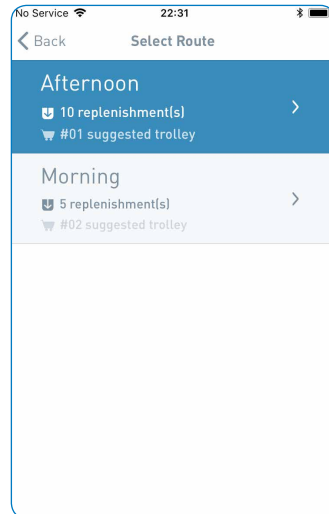 No Service 22:31
Back Select Route
Afternoon
10 replenishment(s)
#01 suggested trolley
Morning
5 replenishment(s)
#02 suggested trolley